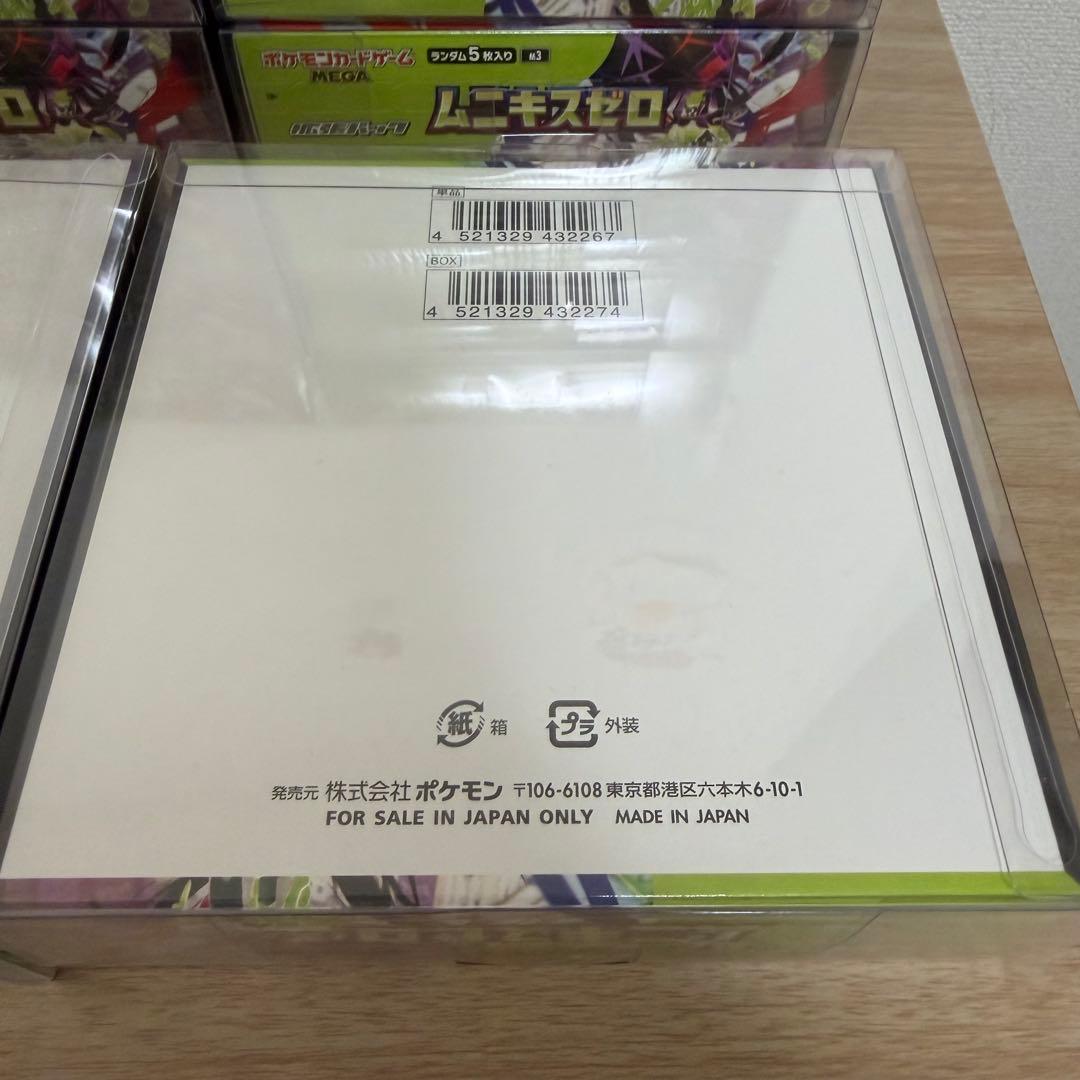 ポケモンカードゲーム
MEGA
ランダム5枚入り
M3
ムニキスゼロ
拡張パック
ロ
単品
4 521329 432267
BOX
4 521329 432274
紙 箱
プラ 外装
発売元 株式会社ポケモン 〒106-6108 東京都港区六本木6-10-1
FOR SALE IN JAPAN ONLY MADE IN JAPAN